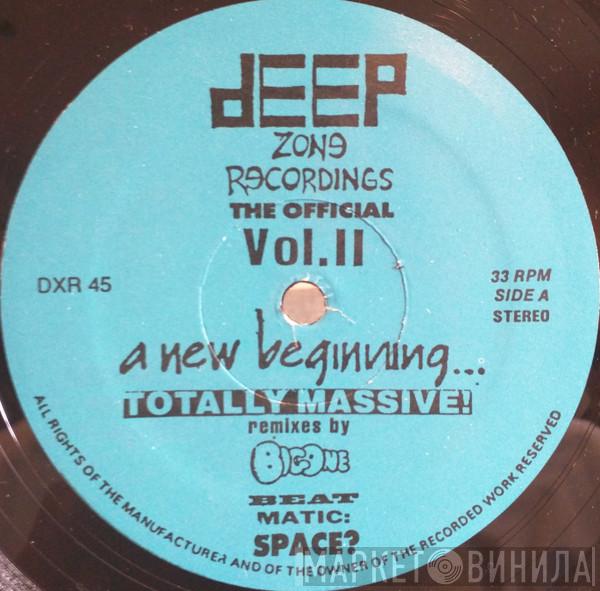 dEEP
ZONE
RECORDINGS
THE OFFICIAL
Vol.II
DXR 45
33 RPM
SIDE A
STEREO
a new beginning...
TOTALLY MASSIVE!
remixes by
BIG ONE
BEAT
MATIC:
SPACE?
ALL RIGHTS OF THE MANUFACTURER AND OF THE OWNER OF THE RECORDED WORK RESERVED
МАРКЕТ ВИНИЛА